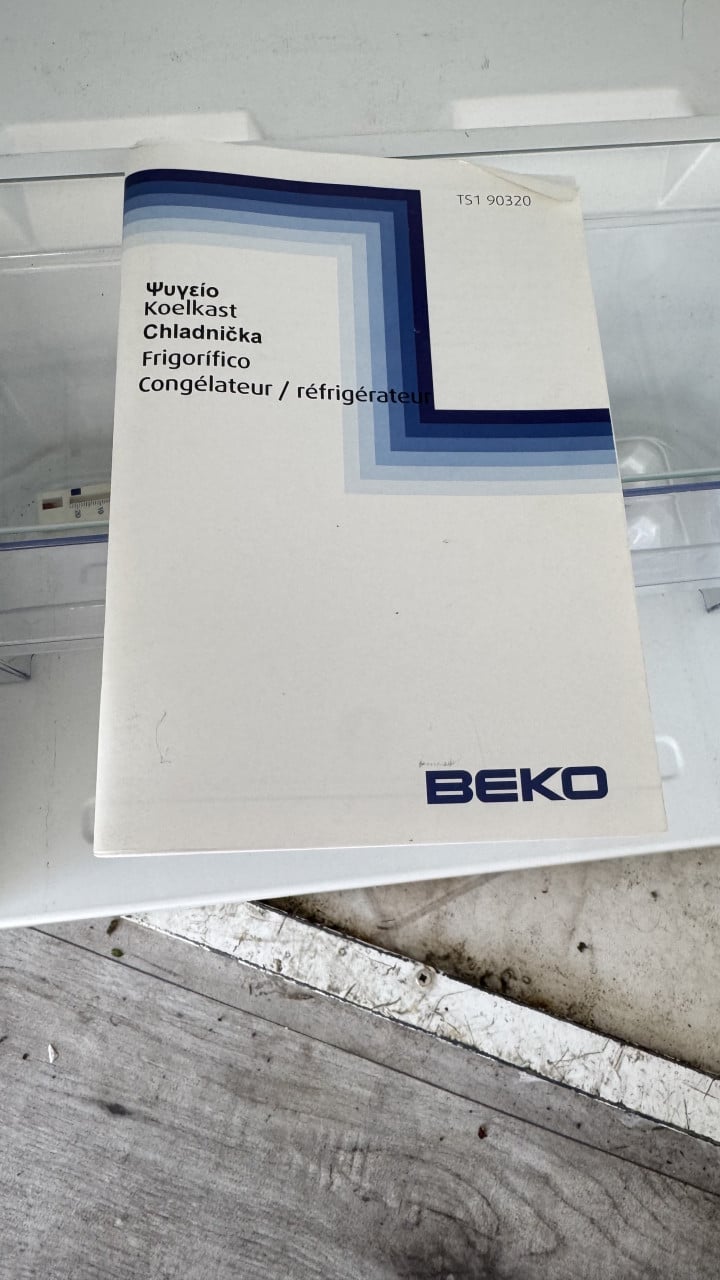 TS1 90320
Ψυγείο
Koelkast
Chladnička
Frigorífico
Congélateur / réfrigérateur
BEKO